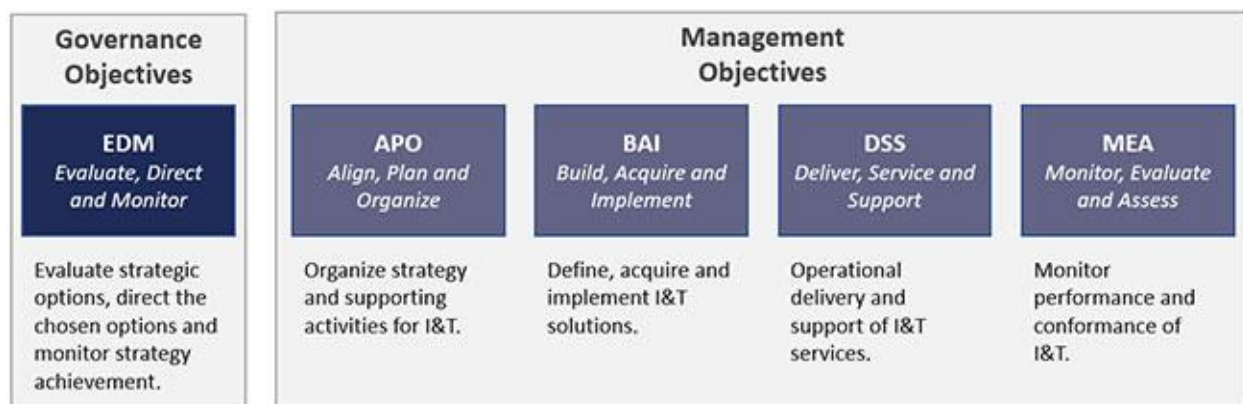 Governance
Objectives
EDM
Evaluate, Direct
and Monitor
Evaluate strategic
options, direct the
chosen options and
monitor strategy
achievement.
Management
Objectives
APO
Align, Plan and
Organize
Organize strategy
and supporting
activities for I&T.
BAI
Build, Acquire and
Implement
Define, acquire and
implement I&T
solutions.
DSS
Deliver, Service and
Support
Operational
delivery and
support of I&T
services.
MEA
Monitor, Evaluate
and Assess
Monitor
performance and
conformance of
I&T.